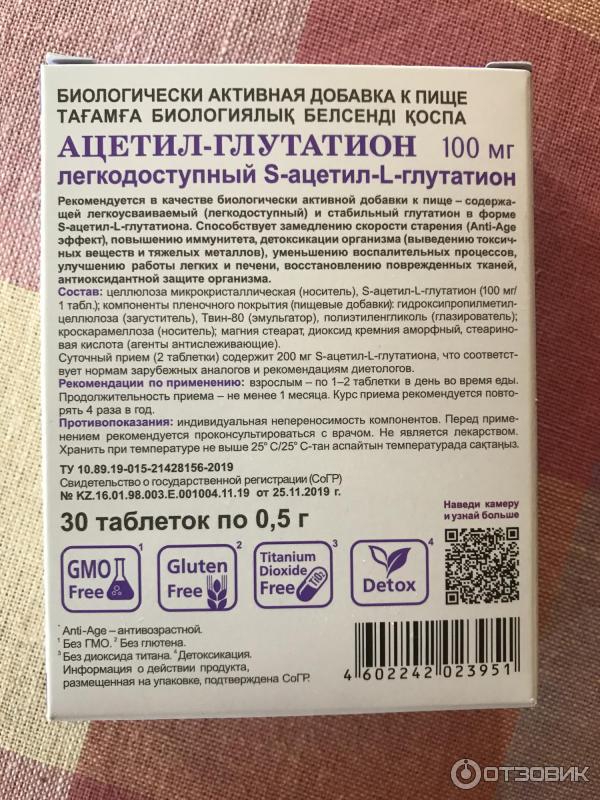 БИОЛОГИЧЕСКИ АКТИВНАЯ ДОБАВКА К ПИЩЕ
ТАҒАМҒА БИОЛОГИЯЛЫҚ БЕЛСЕНДІ ҚОСПА
АЦЕТИЛ-ГЛУТАТИОН 100 мг
легкодоступный S-ацетил-L-глутатион
Рекомендуется в качестве биологически активной добавки к пище – содержа-
щей легкоусваиваемый (легкодоступный) и стабильный глутатион в форме
S-ацетил-L-глутатиона. Способствует замедлению скорости старения (Anti-Age
эффект), повышению иммунитета, детоксикации организма (выведению токсич-
ных веществ и тяжелых металлов), уменьшению воспалительных процессов,
улучшению работы легких и печени, восстановлению поврежденных тканей,
антиоксидантной защите организма.
Состав: целлюлоза микрокристаллическая (носитель), S-ацетил-L-глутатион (100 мг/
1 табл.); компоненты пленочного покрытия (пищевые добавки): гидроксипропилметил-
целлюлоза (загуститель), Твин-80 (эмульгатор), полиэтиленгликоль (глазирователь);
кроскарамеллоза (носитель); магния стеарат, диоксид кремния аморфный, стеарино-
вая кислота (агенты антислеживающие).
Суточный прием (2 таблетки) содержит 200 мг S-ацетил-L-глутатиона, что соответст-
вует нормам зарубежных аналогов и рекомендациям диетологов.
Рекомендации по применению: взрослым – по 1–2 таблетки в день во время еды.
Продолжительность приема – не менее 1 месяца. Курс приема рекомендуется повто-
рять 4 раза в год.
Противопоказания: индивидуальная непереносимость компонентов. Перед приме-
нением рекомендуется проконсультироваться с врачом. Не является лекарством.
Хранить при температуре не выше 25° С/25° С-тан аспайтын температурада сақтаңыз.
ТУ 10.89.19-015-21428156-2019
Свидетельство о государственной регистрации (СоГР)
№ KZ.16.01.98.003.E.001004.11.19 от 25.11.2019 г.
30 таблеток по 0,5 г
Наведи камеру
и узнай больше
GMO Free 1
Gluten Free 2
Titanium Dioxide Free TiO₂ 3
Detox 4
* Anti-Age – антивозрастной.
1 Без ГМО. 2 Без глютена.
3 Без диоксида титана. 4 Детоксикация.
Информация о действии продукта,
размещенная на упаковке, подтверждена СоГР.
4 602242 023951
ОТЗОВИК